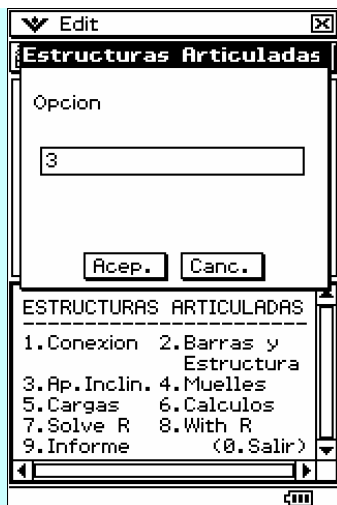 Edit
Estructuras Articuladas
Opcion
3
Acep. Canc.
ESTRUCTURAS ARTICULADAS
1.Conexion 2.Barras y
Estructura
3.Ap.Inclin. 4.Muelles
5.Cargas 6.Calculos
7.Solve R 8.With R
9.Informe (0.Salir)